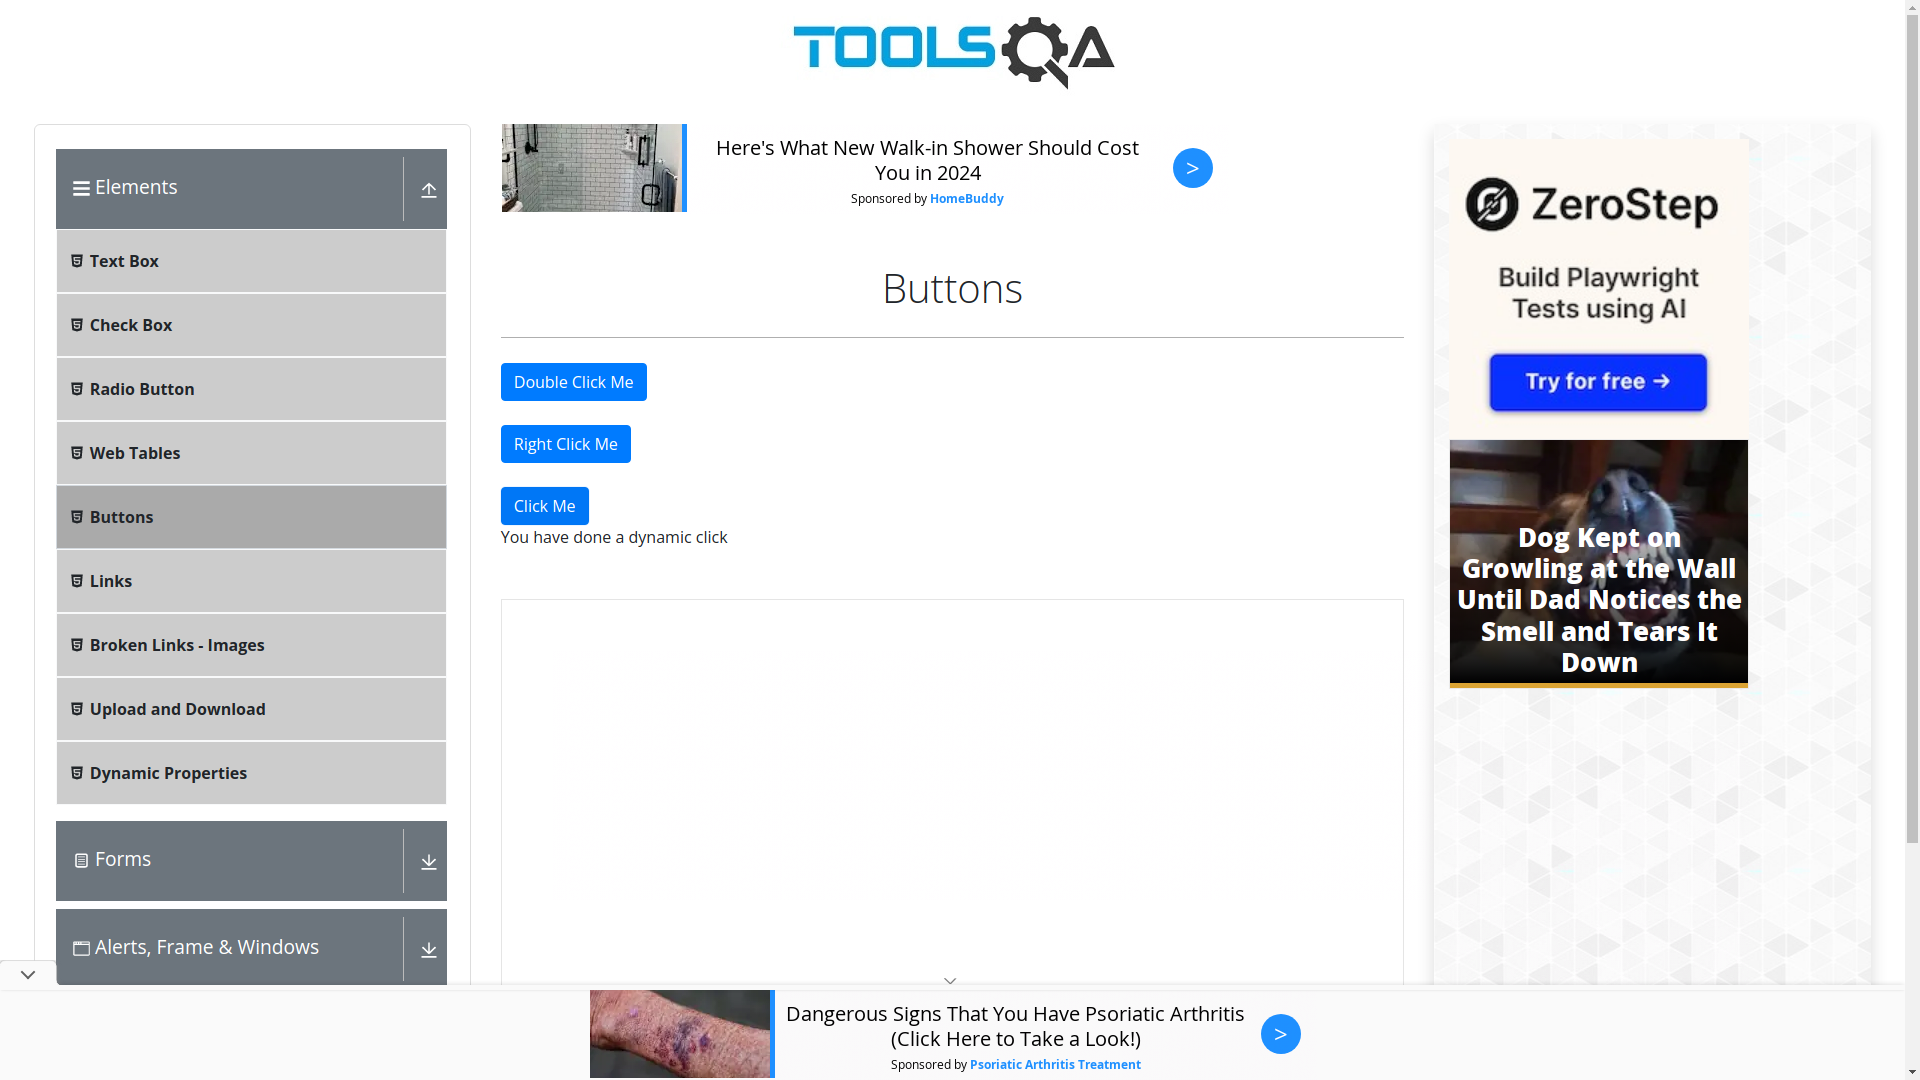 TOOLSQA
Elements
Text Box
Check Box
Radio Button
Web Tables
Buttons
Links
Broken Links - Images
Upload and Download
Dynamic Properties
Forms
Alerts, Frame & Windows
Here's What New Walk-in Shower Should Cost
You in 2024
Sponsored by HomeBuddy
>
Buttons
Double Click Me
Right Click Me
Click Me
You have done a dynamic click
ZeroStep
Build Playwright
Tests using AI
Try for free →
Dog Kept on
Growling at the Wall
Until Dad Notices the
Smell and Tears It
Down
Dangerous Signs That You Have Psoriatic Arthritis
(Click Here to Take a Look!)
Sponsored by Psoriatic Arthritis Treatment
>